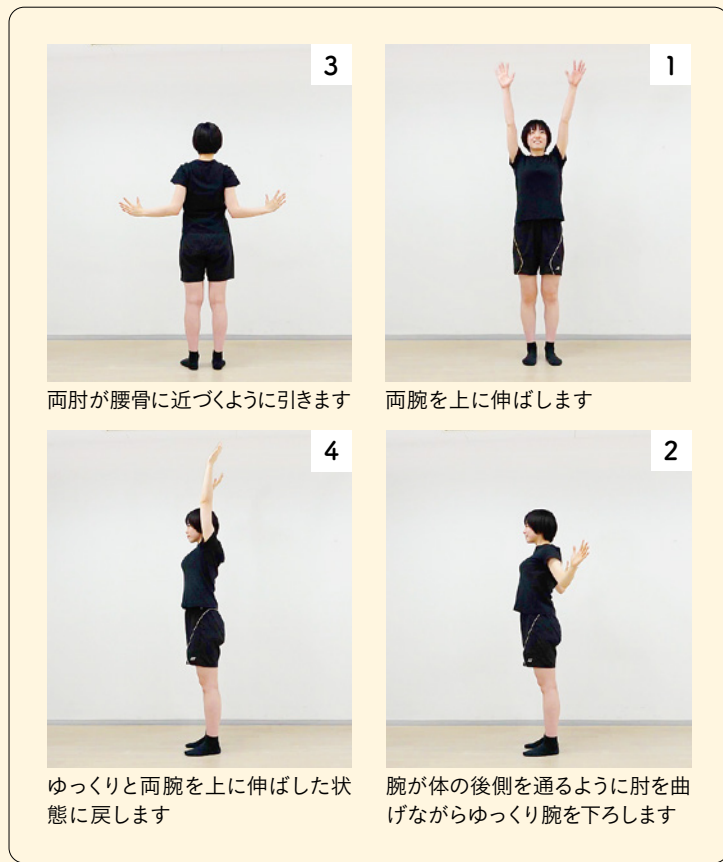 1
両腕を上に伸ばします
2
腕が体の後側を通るように肘を曲
げながらゆっくり腕を下ろします
3
両肘が腰骨に近づくように引きます
4
ゆっくりと両腕を上に伸ばした状
態に戻します